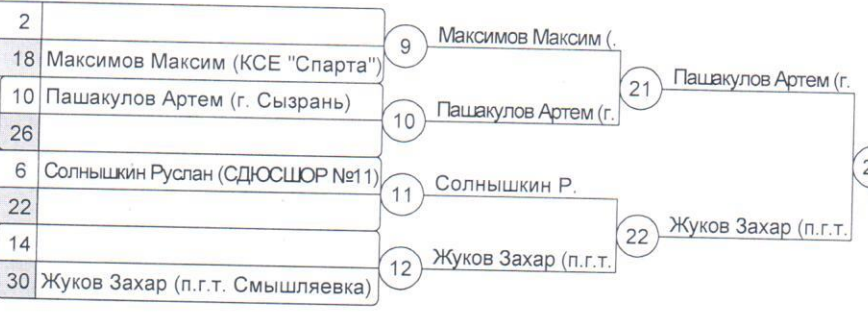 2
18 Максимов Максим (КСЕ "Спарта")
10 Пашакулов Артем (г. Сызрань)
26
6 Солнышкин Руслан (СДЮСШОР №11)
22
14
30 Жуков Захар (п.г.т. Смышляевка)
9
Максимов Максим (.
10
Пашакулов Артем (г.
11
Солнышкин Р.
12
Жуков Захар (п.г.т.
21
Пашакулов Артем (г.
22
Жуков Захар (п.г.т.